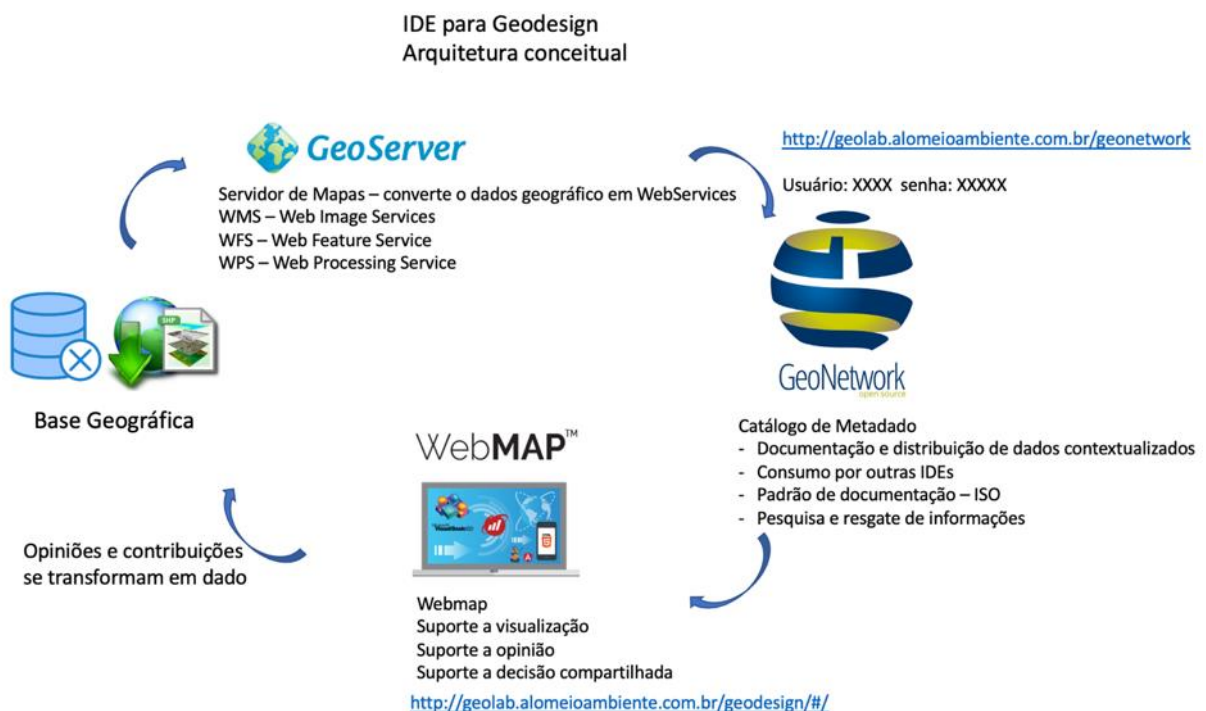 IDE para Geodesign
Arquitetura conceitual
GeoServer
Servidor de Mapas – converte o dados geográfico em WebServices
WMS – Web Image Services
WFS – Web Feature Service
WPS – Web Processing Service
http://geolab.alomeioambiente.com.br/geonetwork
Usuário: XXXX senha: XXXXX
GeoNetwork
open source
Catálogo de Metadado
- Documentação e distribuição de dados contextualizados
- Consumo por outras IDEs
- Padrão de documentação – ISO
- Pesquisa e resgate de informações
SHP
Base Geográfica
WebMAP™
Opiniões e contribuições
se transformam em dado
Webmap
Suporte a visualização
Suporte a opinião
Suporte a decisão compartilhada
http://geolab.alomeioambiente.com.br/geodesign/#/